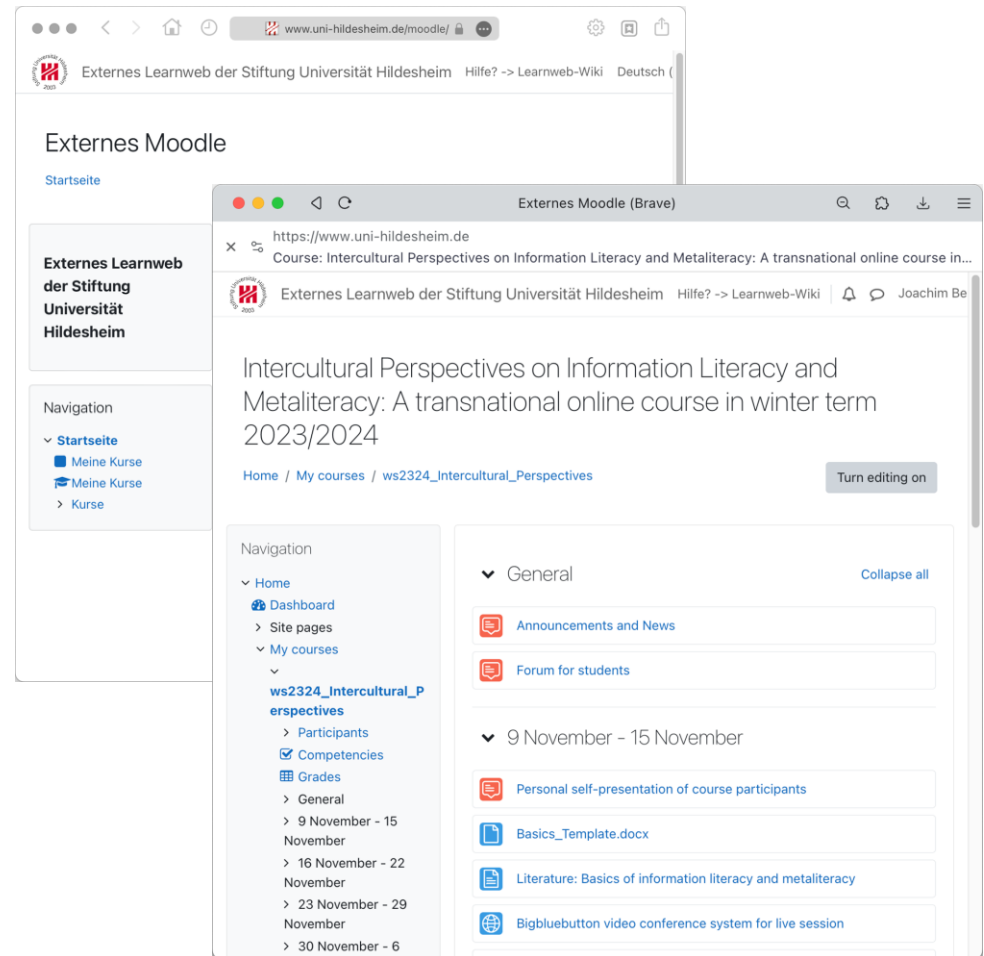 www.uni-hildesheim.de/moodle/
Externes Learnweb der Stiftung Universität Hildesheim Hilfe? -> Learnweb-Wiki Deutsch (
Externes Moodle
Startseite
Externes Learnweb
der Stiftung
Universität
Hildesheim
Navigation
Startseite
Meine Kurse
Meine Kurse
Kurse
Externes Moodle (Brave)
https://www.uni-hildesheim.de
Course: Intercultural Perspectives on Information Literacy and Metaliteracy: A transnational online course in...
Externes Learnweb der Stiftung Universität Hildesheim Hilfe? -> Learnweb-Wiki Joachim Be
Intercultural Perspectives on Information Literacy and
Metaliteracy: A transnational online course in winter term
2023/2024
Home / My courses / ws2324_Intercultural_Perspectives
Turn editing on
Navigation
Home
Dashboard
Site pages
My courses
ws2324_Intercultural_P
erspectives
Participants
Competencies
Grades
General
9 November - 15
November
16 November - 22
November
23 November - 29
November
30 November - 6
General
Collapse all
Announcements and News
Forum for students
9 November - 15 November
Personal self-presentation of course participants
Basics_Template.docx
Literature: Basics of information literacy and metaliteracy
Bigbluebutton video conference system for live session